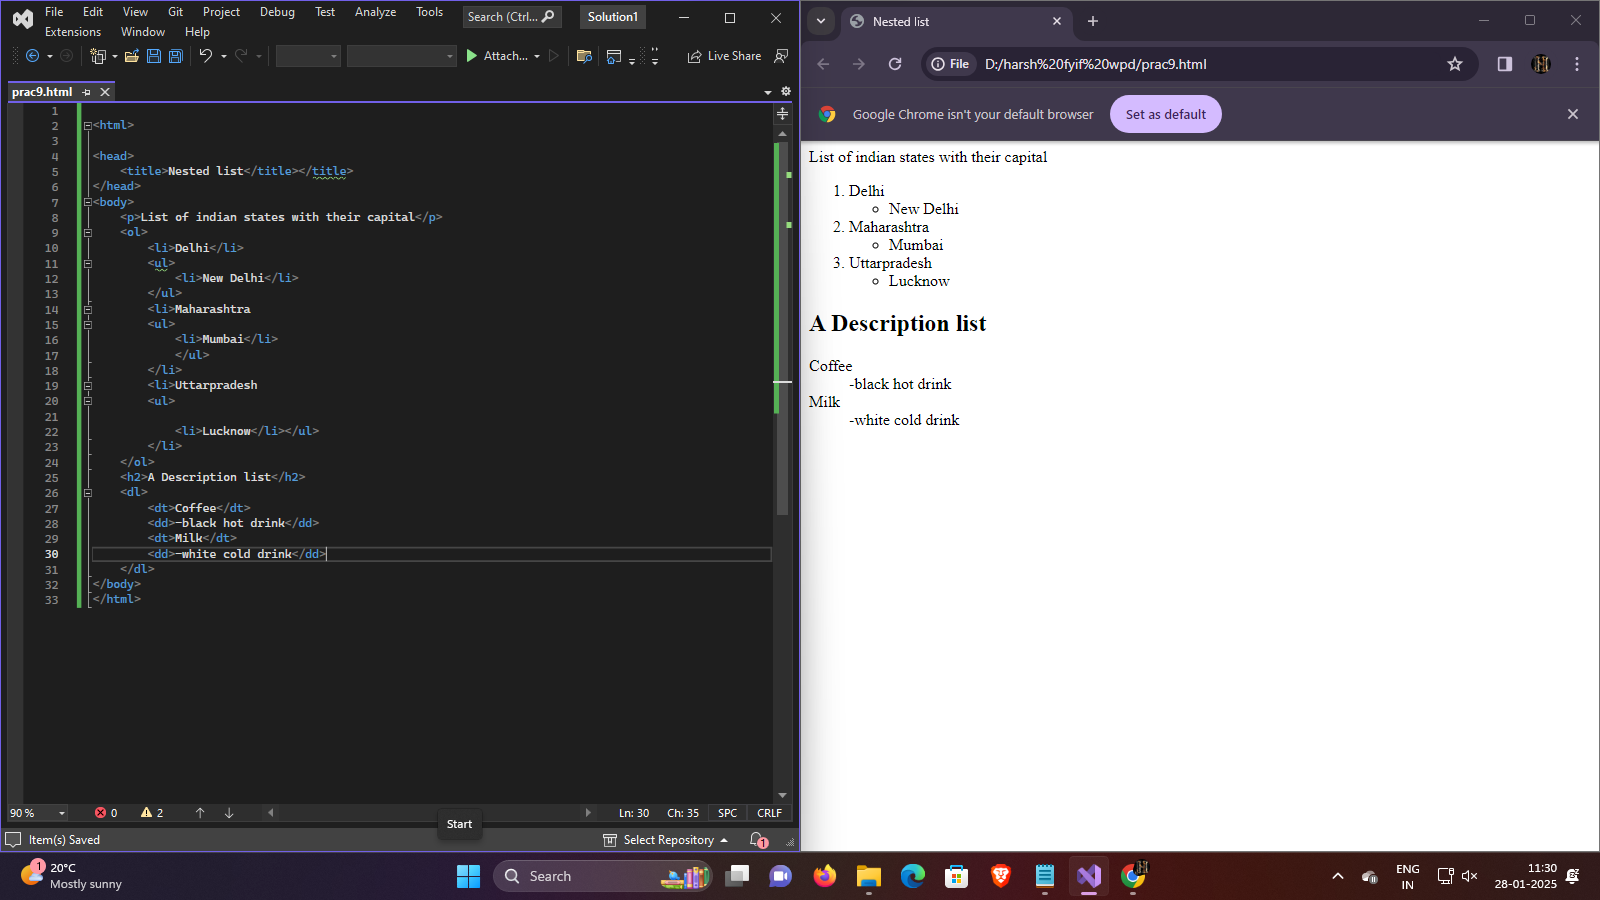 File Edit View Git Project Debug Test Analyze Tools Search (Ctrl... Solution1
Extensions Window Help
Attach... Live Share
prac9.html
1
2 <html>
3
4 <head>
5 <title>Nested list</title></title>
6 </head>
7 <body>
8 <p>List of indian states with their capital</p>
9 <ol>
10 <li>Delhi</li>
11 <ul>
12 <li>New Delhi</li>
13 </ul>
14 <li>Maharashtra
15 <ul>
16 <li>Mumbai</li>
17 </ul>
18 </li>
19 <li>Uttarpradesh
20 <ul>
21
22 <li>Lucknow</li></ul>
23 </li>
24 </ol>
25 <h2>A Description list</h2>
26 <dl>
27 <dt>Coffee</dt>
28 <dd>-black hot drink</dd>
29 <dt>Milk</dt>
30 <dd>-white cold drink</dd>
31 </dl>
32 </body>
33 </html>
90 % 0 2 Ln: 30 Ch: 35 SPC CRLF
Start
Item(s) Saved Select Repository 1
Nested list
File D:/harsh%20fyif%20wpd/prac9.html
Google Chrome isn't your default browser Set as default
List of indian states with their capital
1. Delhi
New Delhi
2. Maharashtra
Mumbai
3. Uttarpradesh
Lucknow
A Description list
Coffee
-black hot drink
Milk
-white cold drink
1
20°C
Mostly sunny
Search
ENG
IN
11:30
28-01-2025